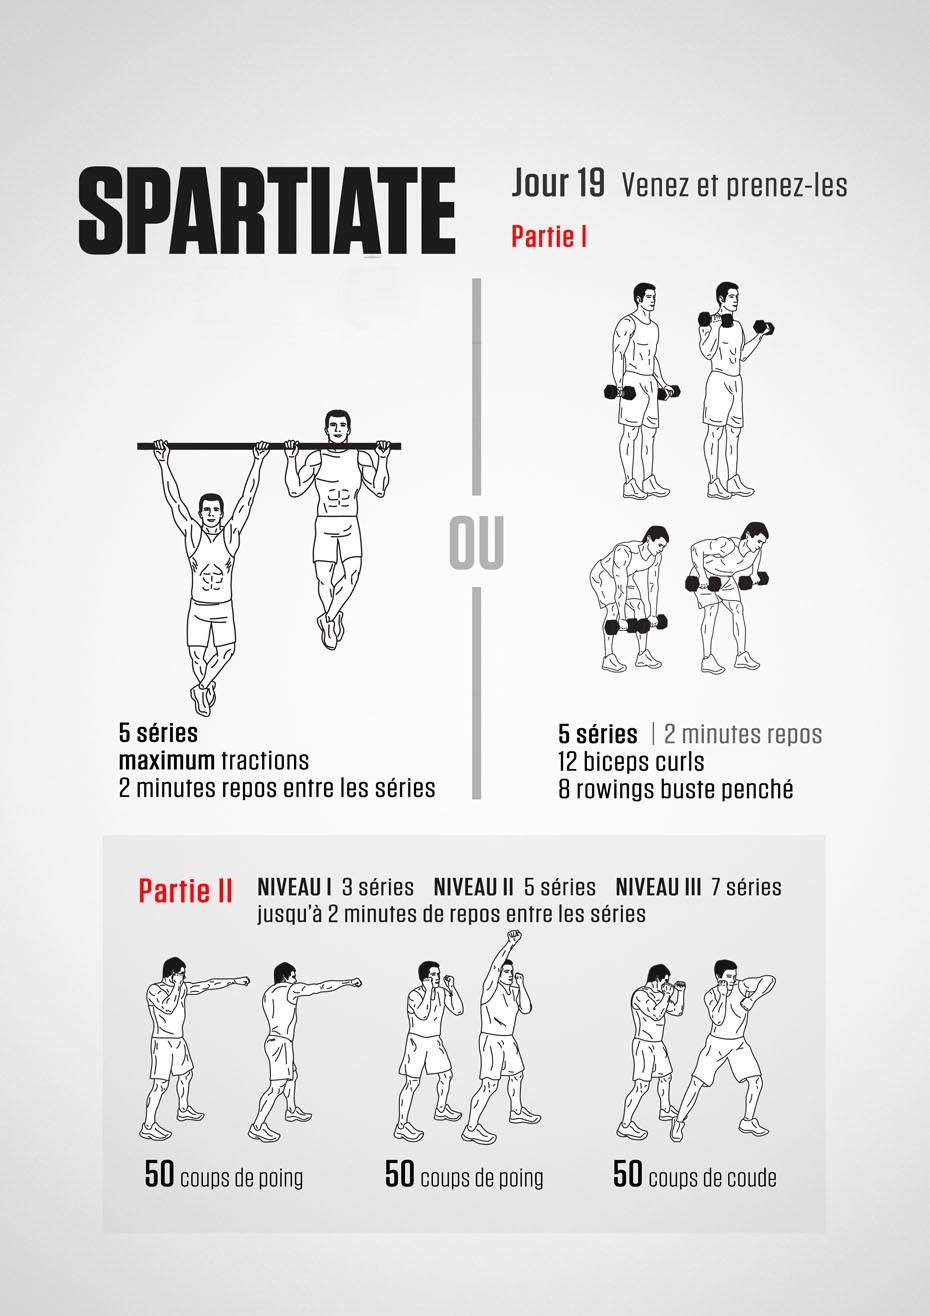 SPARTIATE
Jour 19 Venez et prenez-les
Partie I
OU
5 séries
maximum tractions
2 minutes repos entre les séries
5 séries | 2 minutes repos
12 biceps curls
8 rowings buste penché
Partie II
NIVEAU I 3 séries NIVEAU II 5 séries NIVEAU III 7 séries
jusqu'à 2 minutes de repos entre les séries
50 coups de poing
50 coups de poing
50 coups de coude